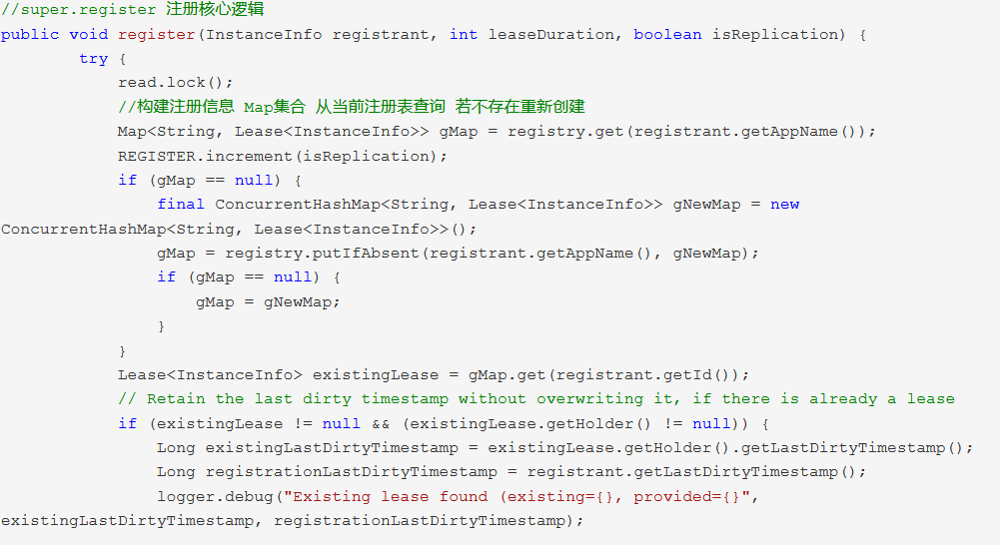 //super.register 注册核心逻辑
public void register(InstanceInfo registrant, int leaseDuration, boolean isReplication) {
        try {
            read.lock();
            //构建注册信息 Map集合 从当前注册表查询 若不存在重新创建
            Map<String, Lease<InstanceInfo>> gMap = registry.get(registrant.getAppName());
            REGISTER.increment(isReplication);
            if (gMap == null) {
                final ConcurrentHashMap<String, Lease<InstanceInfo>> gNewMap = new
ConcurrentHashMap<String, Lease<InstanceInfo>>();
                gMap = registry.putIfAbsent(registrant.getAppName(), gNewMap);
                if (gMap == null) {
                    gMap = gNewMap;
                }
            }
            Lease<InstanceInfo> existingLease = gMap.get(registrant.getId());
            // Retain the last dirty timestamp without overwriting it, if there is already a lease
            if (existingLease != null && (existingLease.getHolder() != null)) {
                Long existingLastDirtyTimestamp = existingLease.getHolder().getLastDirtyTimestamp();
                Long registrationLastDirtyTimestamp = registrant.getLastDirtyTimestamp();
                logger.debug("Existing lease found (existing={}, provided={}",
existingLastDirtyTimestamp, registrationLastDirtyTimestamp);